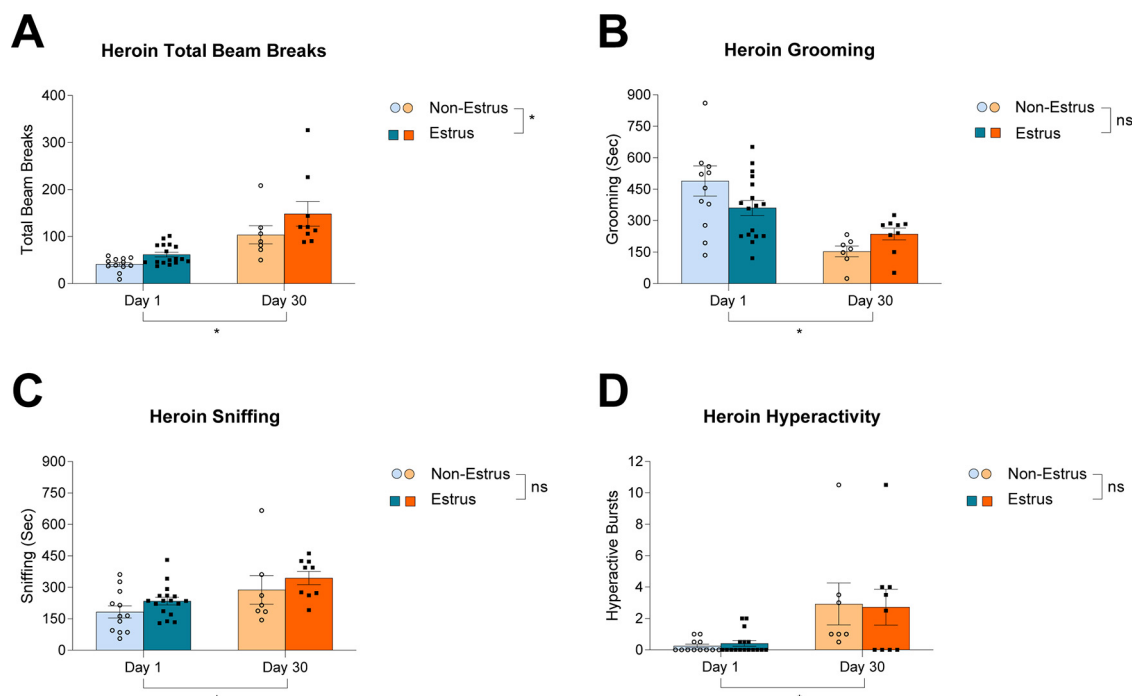 A
Heroin Total Beam Breaks
Total Beam Breaks
400
300
200
100
0
Day 1
Day 30
*
Non-Estrus
Estrus
*
B
Heroin Grooming
Grooming (Sec)
900
750
600
450
300
150
0
Day 1
Day 30
*
Non-Estrus
Estrus
ns
C
Heroin Sniffing
Sniffing (Sec)
900
750
600
450
300
150
0
Day 1
Day 30
Non-Estrus
Estrus
ns
D
Heroin Hyperactivity
Hyperactive Bursts
12
10
8
6
4
2
0
Day 1
Day 30
Non-Estrus
Estrus
ns